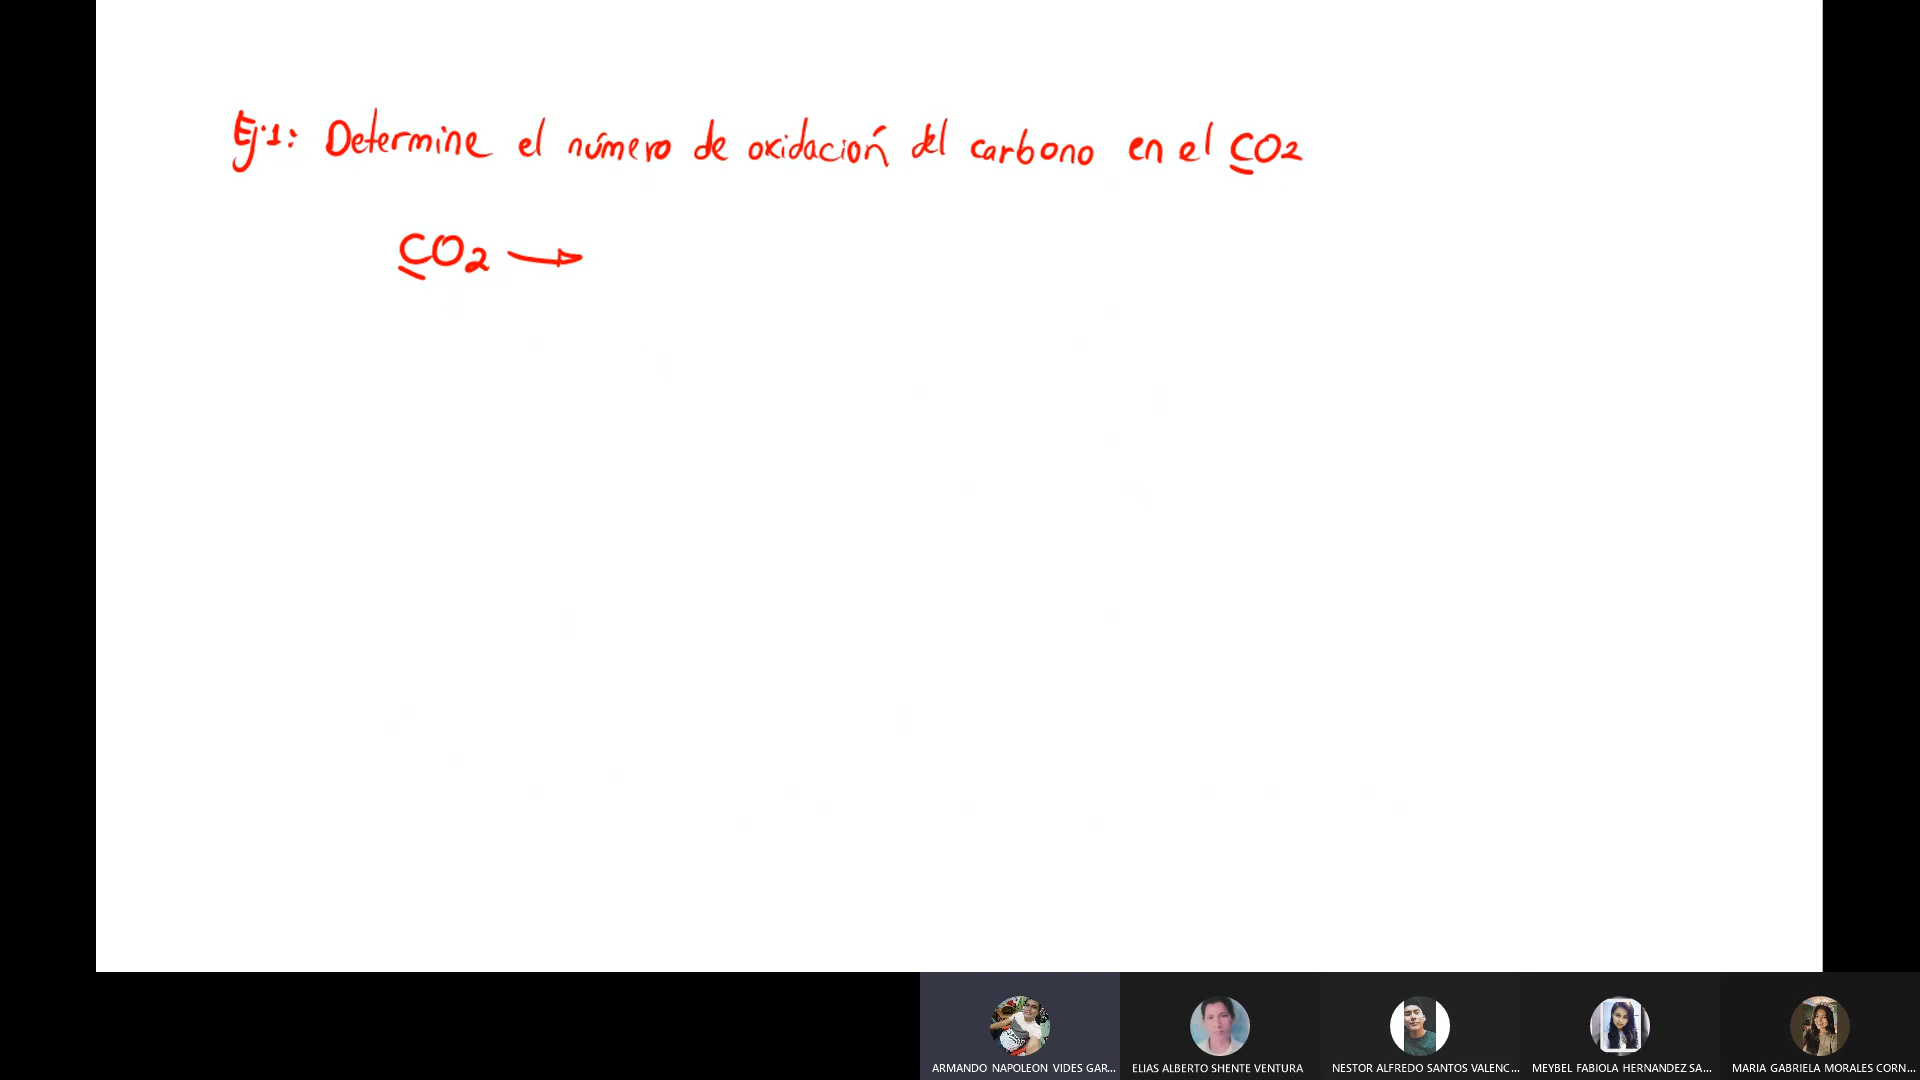 Ej.1: Determine el número de oxidación del carbono en el CO2
CO2 →
ARMANDO NAPOLEON VIDES GAR...
ELIAS ALBERTO SHENTE VENTURA
NESTOR ALFREDO SANTOS VALENC...
MEYBEL FABIOLA HERNANDEZ SA...
MARIA GABRIELA MORALES CORN...